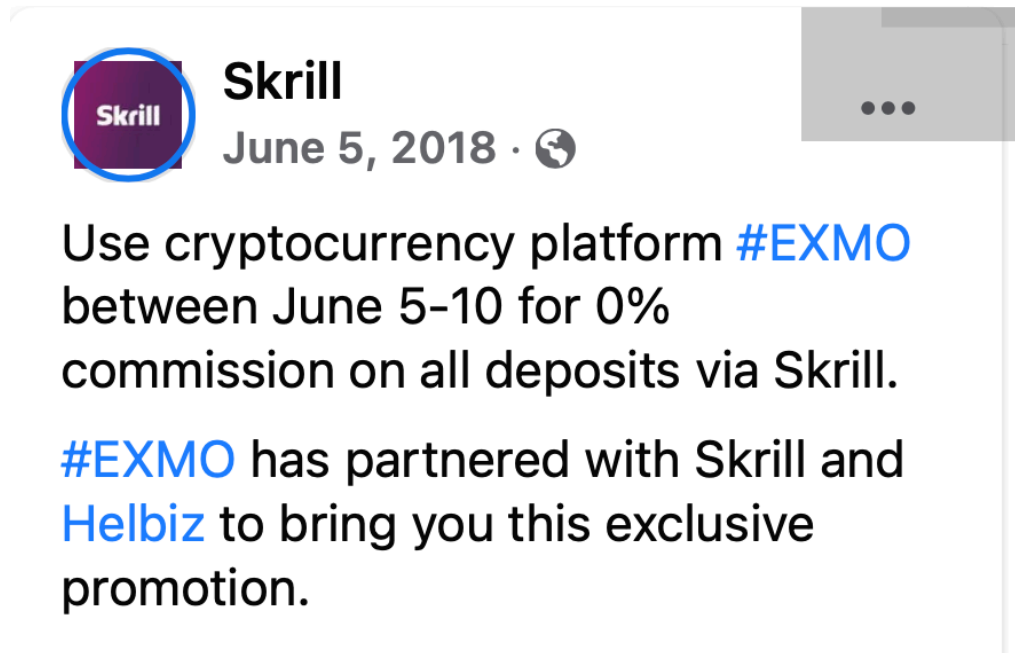 Skrill
Skrill
June 5, 2018 ·
Use cryptocurrency platform #EXMO
between June 5-10 for 0%
commission on all deposits via Skrill.
#EXMO has partnered with Skrill and
Helbiz to bring you this exclusive
promotion.